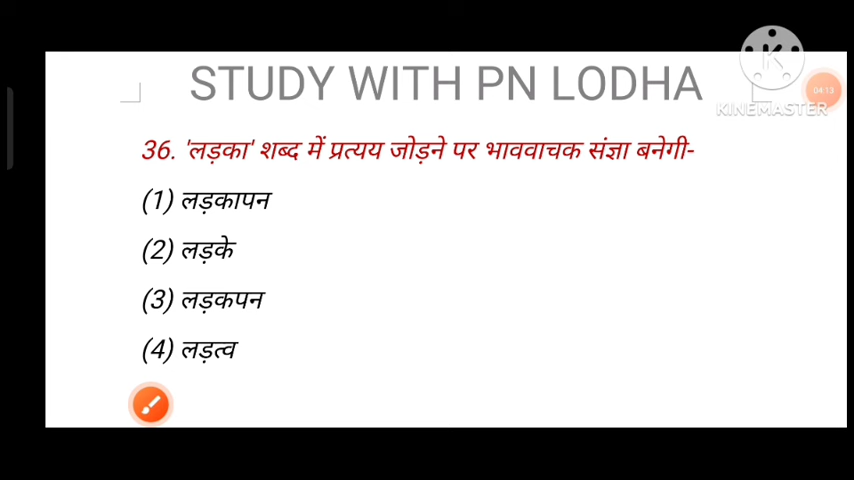 STUDY WITH PN LODHA
K
KINEMASTER
04:13
36. 'लड़का' शब्द में प्रत्यय जोड़ने पर भाववाचक संज्ञा बनेगी-
(1) लड़कापन
(2) लड़के
(3) लड़कपन
(4) लड़त्व